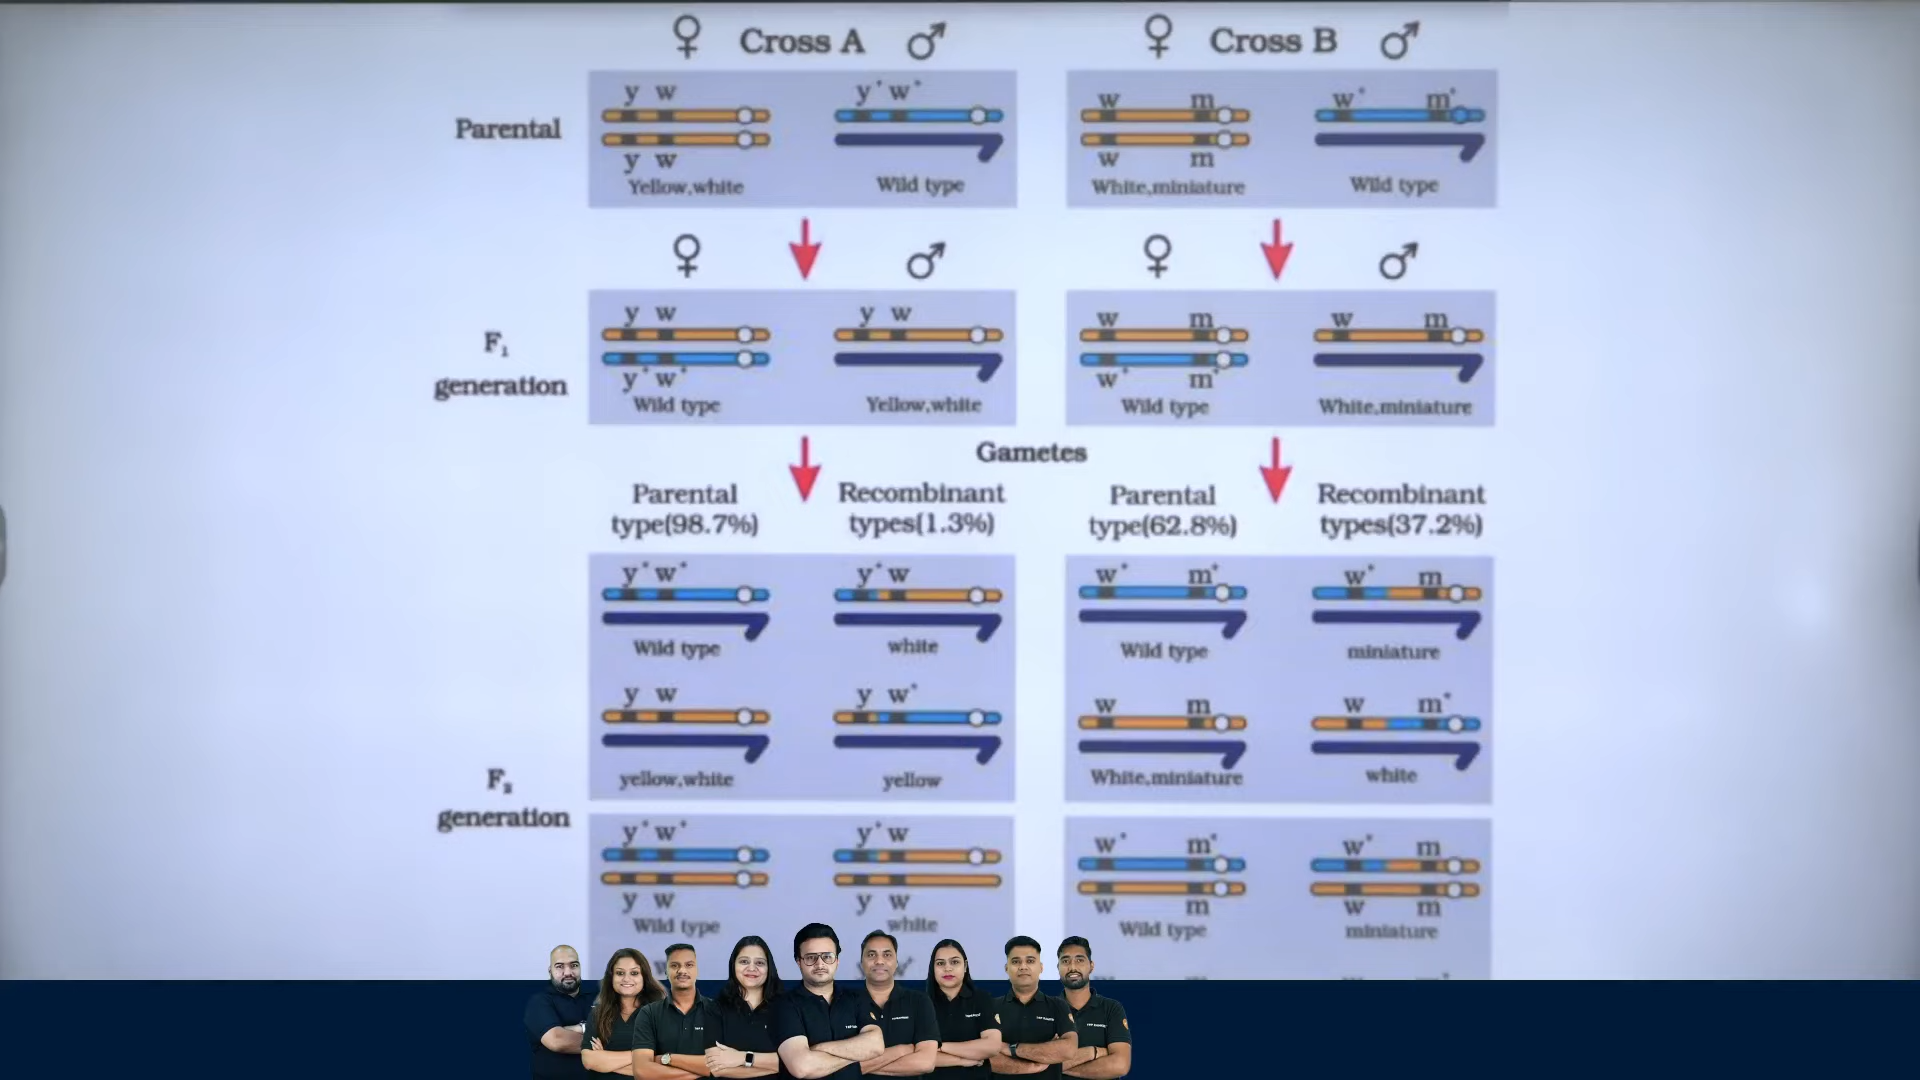 ♀ Cross A ♂ ♀ Cross B ♂
y w y⁺ w⁺ w m w⁺ m⁺
Parental
y w w m
Yellow,white Wild type White,miniature Wild type
♀ ♂ ♀ ♂
y w y w w m w m
F₁
generation
y⁺ w⁺ w⁺ m⁺
Wild type Yellow,white Wild type White,miniature
Gametes
Parental Recombinant Parental Recombinant
type(98.7%) types(1.3%) type(62.8%) types(37.2%)
y⁺ w⁺ y⁺ w w⁺ m⁺ w⁺ m
Wild type white Wild type miniature
y w y w⁺ w m w m⁺
yellow,white yellow White,miniature white
F₂
generation
y⁺ w⁺ y⁺ w w⁺ m⁺ w⁺ m
y w y w w m w m
Wild type white Wild type miniature